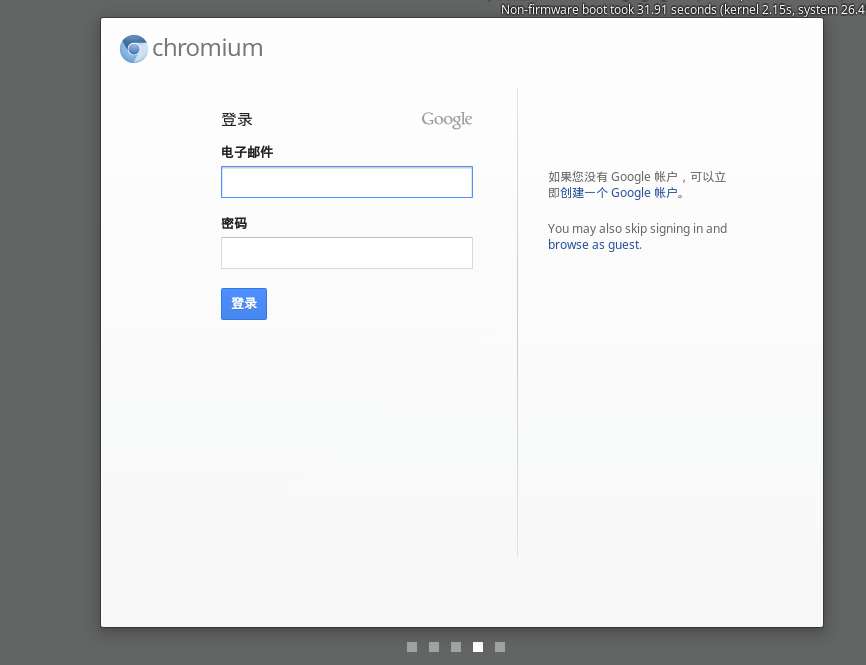 Non-firmware boot took 31.91 seconds (kernel 2.15s, system 26.4
chromium
登录
Google
电子邮件
密码
登录
如果您没有 Google 帐户，可以立
即创建一个 Google 帐户。
You may also skip signing in and
browse as guest.